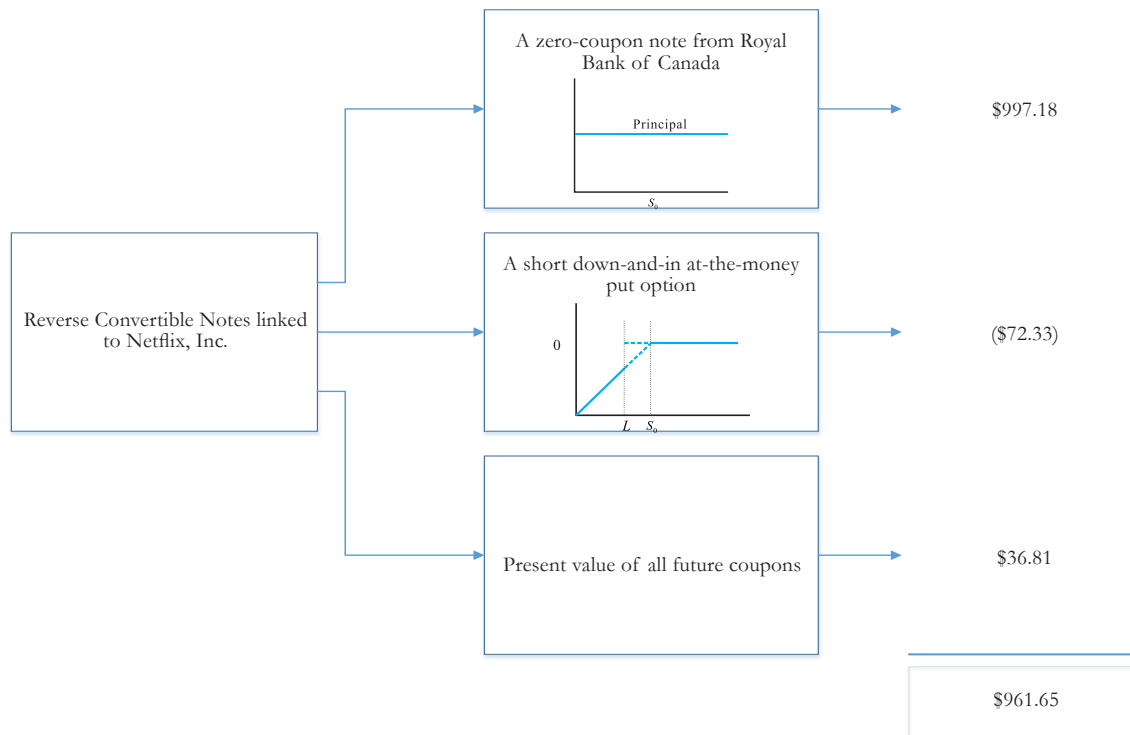 A zero-coupon note from Royal
Bank of Canada
Principal
S₀
$997.18
Reverse Convertible Notes linked
to Netflix, Inc.
A short down-and-in at-the-money
put option
0
L S₀
($72.33)
Present value of all future coupons
$36.81
$961.65